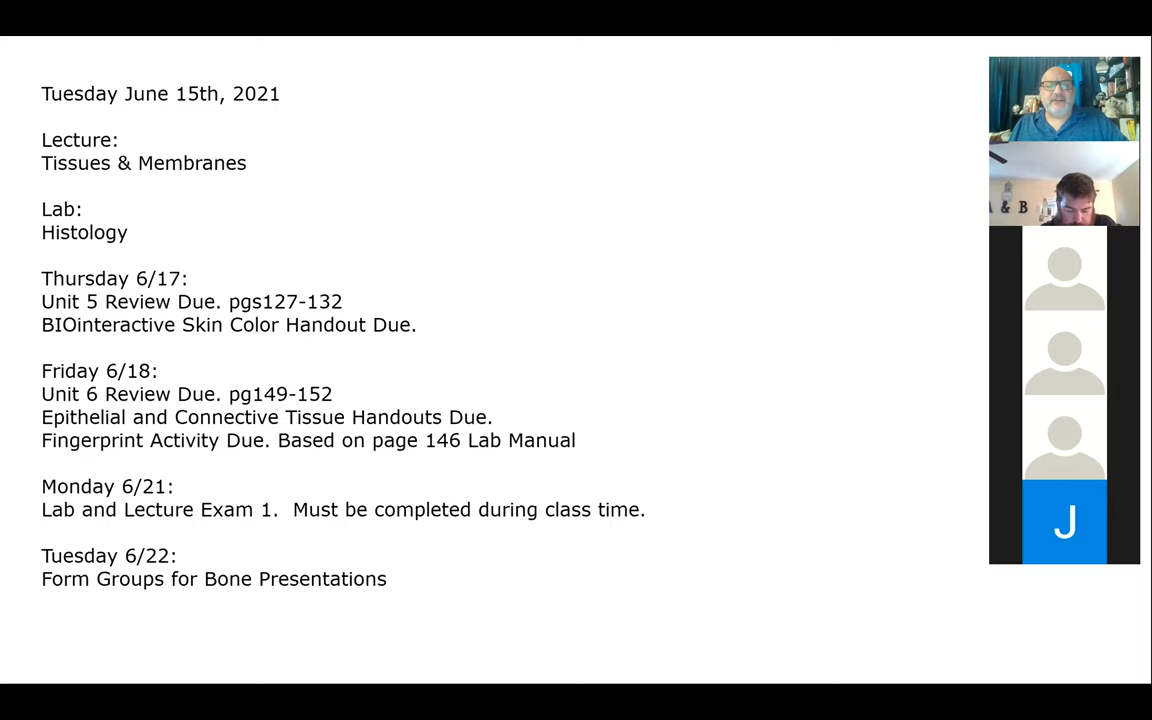 Tuesday June 15th, 2021
Lecture:
Tissues & Membranes
Lab:
Histology
Thursday 6/17:
Unit 5 Review Due. pgs127-132
BIOinteractive Skin Color Handout Due.
Friday 6/18:
Unit 6 Review Due. pg149-152
Epithelial and Connective Tissue Handouts Due.
Fingerprint Activity Due. Based on page 146 Lab Manual
Monday 6/21:
Lab and Lecture Exam 1.  Must be completed during class time.
Tuesday 6/22:
Form Groups for Bone Presentations
A & B
J